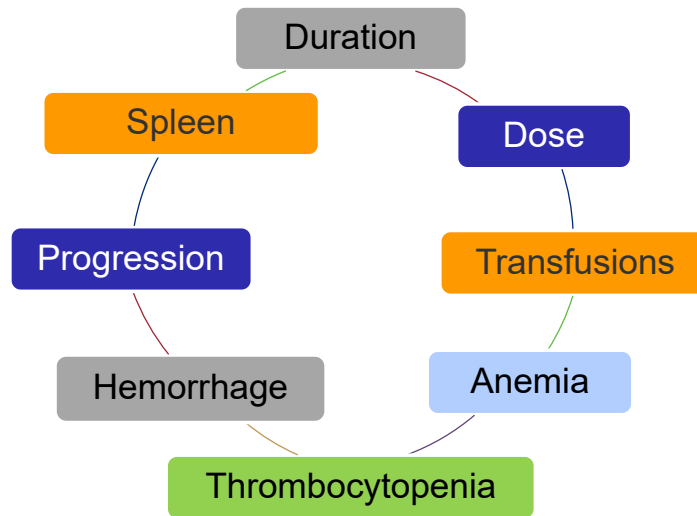 Duration
Spleen
Dose
Progression
Transfusions
Hemorrhage
Anemia
Thrombocytopenia